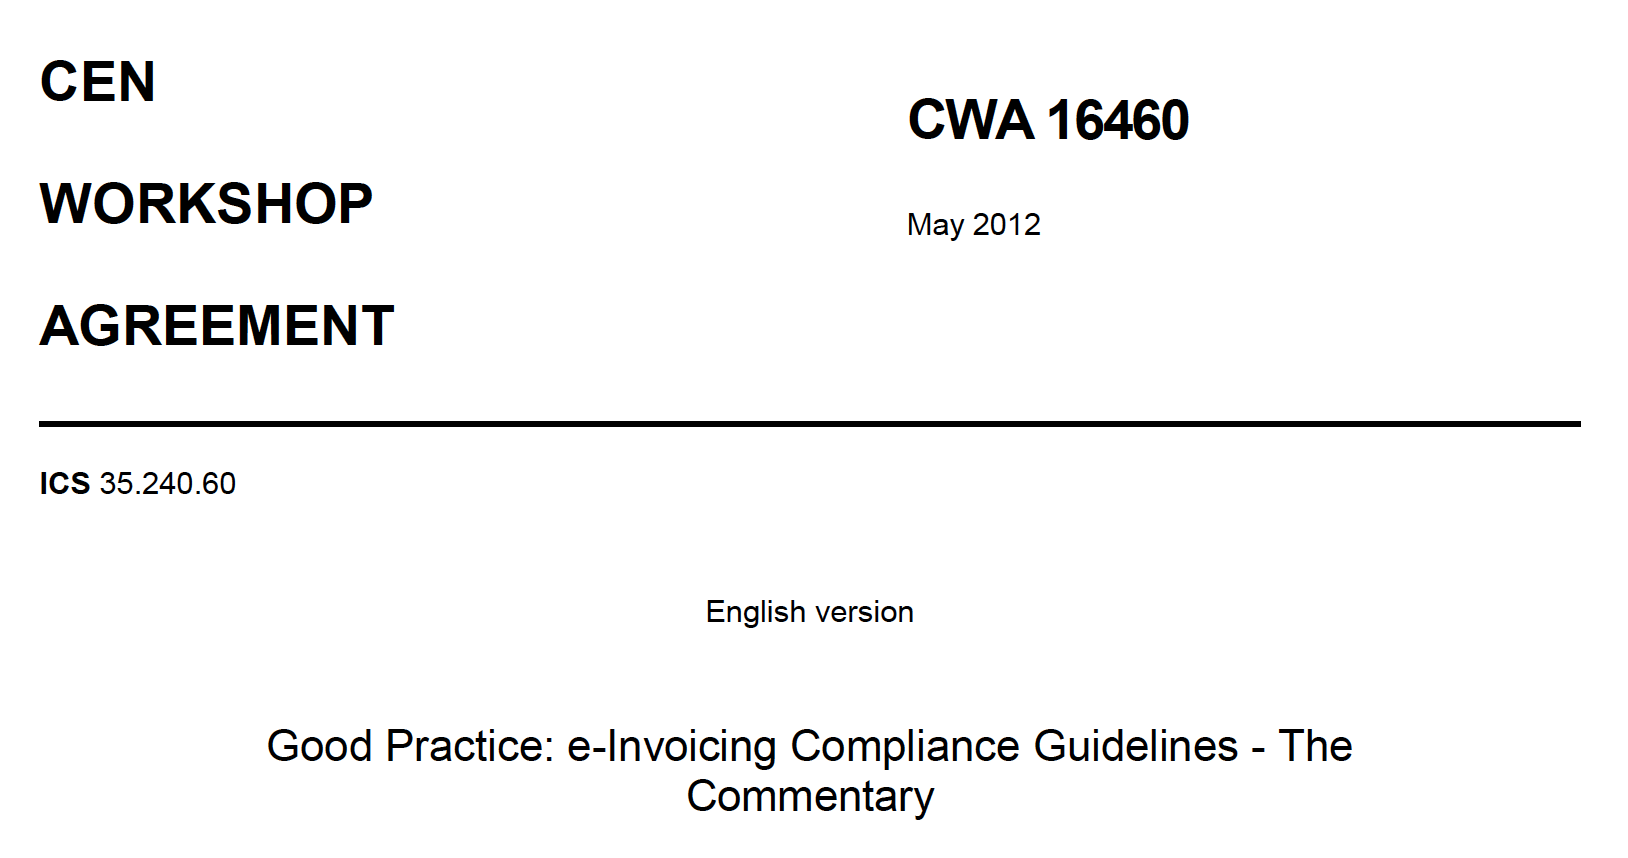 CEN
WORKSHOP
AGREEMENT
CWA 16460
May 2012
ICS 35.240.60
English version
Good Practice: e-Invoicing Compliance Guidelines - The
Commentary